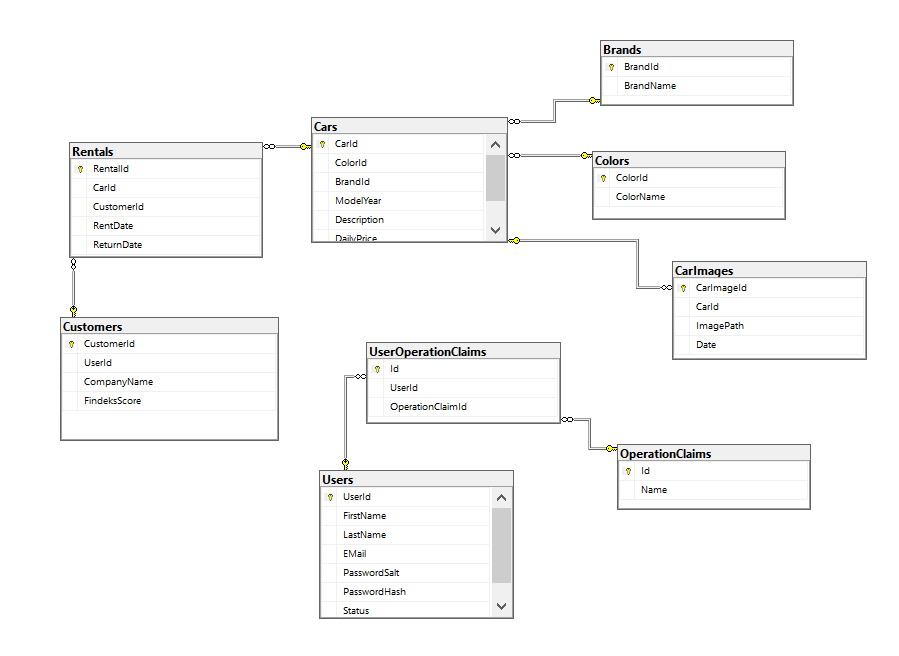 Brands
BrandId
BrandName
Cars
CarId
ColorId
BrandId
ModelYear
Description
DailyPrice
Rentals
RentalId
CarId
CustomerId
RentDate
ReturnDate
Colors
ColorId
ColorName
CarImages
CarImageId
CarId
ImagePath
Date
Customers
CustomerId
UserId
CompanyName
FindeksScore
UserOperationClaims
Id
UserId
OperationClaimId
OperationClaims
Id
Name
Users
UserId
FirstName
LastName
EMail
PasswordSalt
PasswordHash
Status